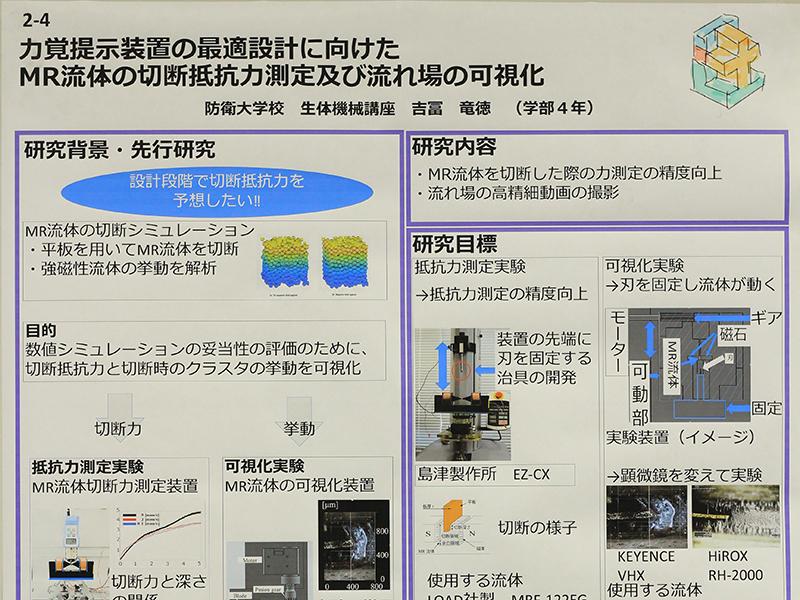 2-4
力覚提示装置の最適設計に向けた
MR流体の切断抵抗力測定及び流れ場の可視化
防衛大学校 生体機械講座 吉冨 竜徳 (学部4年)
研究背景・先行研究
設計段階で切断抵抗力を
予想したい!!
MR流体の切断シミュレーション
・平板を用いてMR流体を切断
・強磁性流体の挙動を解析
目的
数値シミュレーションの妥当性の評価のために、
切断抵抗力と切断時のクラスタの挙動を可視化
切断力
挙動
抵抗力測定実験
MR流体切断力測定装置
切断力と深さ
の関係
0 1 2 3 4 5
可視化実験
MR流体の可視化装置
Motor
Blade
Pinion gear
[μm]
800
400
0
0 400 800
研究内容
・MR流体を切断した際の力測定の精度向上
・流れ場の高精細動画の撮影
研究目標
抵抗力測定実験
→抵抗力測定の精度向上
装置の先端に
刃を固定する
治具の開発
島津製作所 EZ-CX
切断の様子
S
N
使用する流体
LOAD社製 MRF-122EG
可視化実験
→刃を固定し流体が動く
モーター
ギア
磁石
刃
MR流体
可動部
固定
実験装置(イメージ)
→顕微鏡を変えて実験
KEYENCE
VHX
HiROX
RH-2000
使用する流体